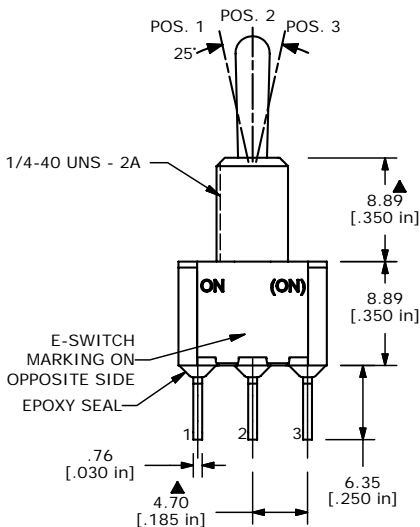 POS. 1
POS. 2
POS. 3
25°
1/4-40 UNS - 2A
8.89
[.350 in]
ON
(ON)
8.89
[.350 in]
E-SWITCH
MARKING ON
OPPOSITE SIDE
EPOXY SEAL
1
2
3
.76
[.030 in]
4.70
[.185 in]
6.35
[.250 in]